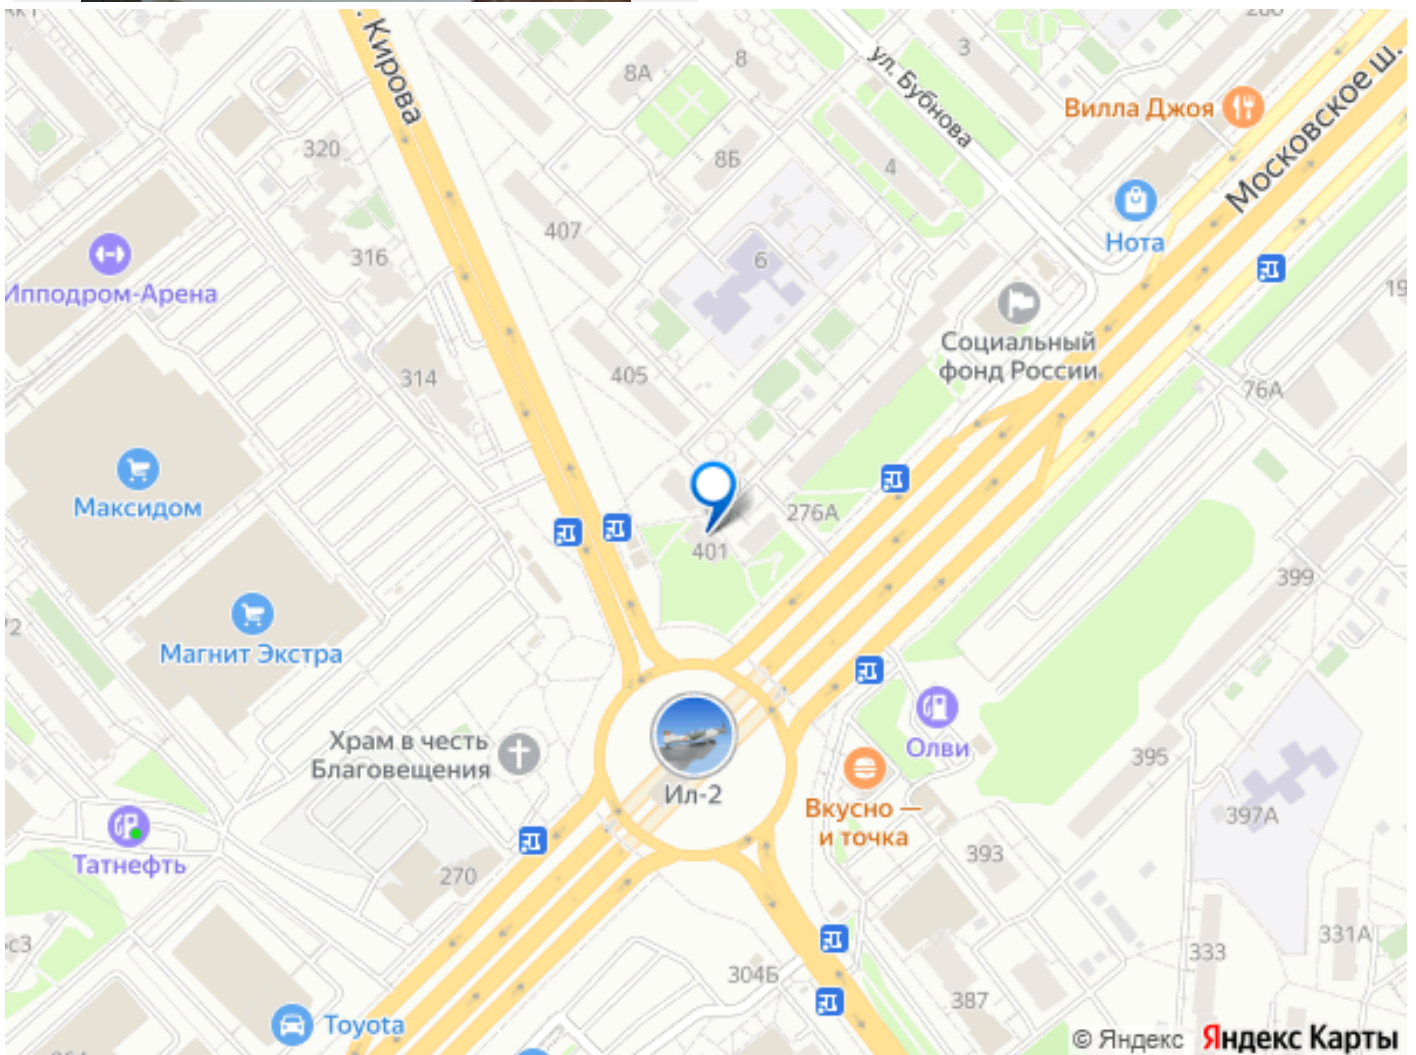 . Кирова
ул. Бубнова
Московское ш.
8А
8
3
Вилла Джоя
320
8Б
4
407
6
Нота
316
Ипподром-Арена
Социальный
фонд России
314
405
76А
Максидом
276А
401
399
Магнит Экстра
Храм в честь
Благовещения
Ил-2
Олви
395
Вкусно —
и точка
397А
Татнефть
270
393
331А
333
304Б
387
Toyota
© Яндекс Яндекс Карты